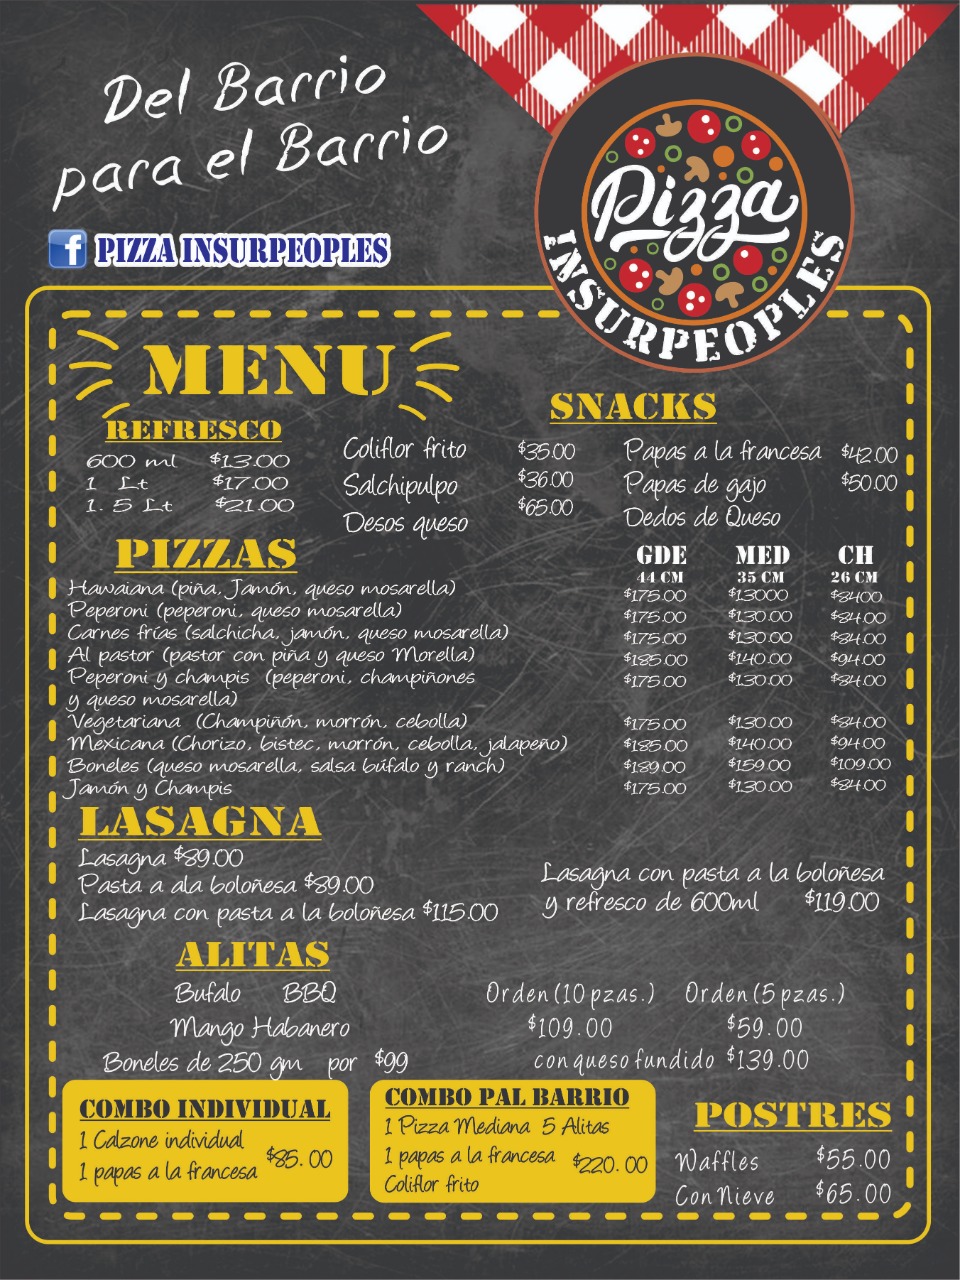 Del Barrio
para el Barrio
f PIZZA INSURPEOPLES
Pizza
INSURPEOPLES
MENU
REFRESCO
600 ml $13.00
1 Lt $17.00
1. 5 Lt $21.00
SNACKS
Coliflor frito $35.00
Salchipulpo $36.00
Desos queso $65.00
Papas a la francesa $42.00
Papas de gajo $50.00
Dedos de Queso
PIZZAS
GDE MED CH
44 CM 35 CM 26 CM
Hawaiana (piña, Jamón, queso mosarella) $175.00 $13000 $8400
Peperoni (peperoni, queso mosarella) $175.00 $130.00 $84.00
Carnes frías (salchicha, jamón, queso mosarella) $175.00 $130.00 $84.00
Al pastor (pastor con piña y queso Morella) $185.00 $140.00 $94.00
Peperoni y champis (peperoni, champiñones $175.00 $130.00 $84.00
y queso mosarella)
Vegetariana (Champiñón, morrón, cebolla) $175.00 $130.00 $84.00
Mexicana (Chorizo, bistec, morrón, cebolla, jalapeño) $185.00 $140.00 $94.00
Boneles (queso mosarella, salsa búfalo y ranch) $189.00 $159.00 $109.00
Jamón y Champis $175.00 $130.00 $84.00
LASAGNA
Lasagna $89.00
Pasta a ala boloñesa $89.00
Lasagna con pasta a la boloñesa $115.00
Lasagna con pasta a la boloñesa
y refresco de 600ml $119.00
ALITAS
Bufalo BBQ
Mango Habanero
Boneles de 250 gm por $99
Orden (10 pzas.) Orden (5 pzas.)
$109.00 $59.00
con queso fundido $139.00
COMBO INDIVIDUAL
1 Calzone individual
1 papas a la francesa $85. 00
COMBO PAL BARRIO
1 Pizza Mediana 5 Alitas
1 papas a la francesa $220. 00
Coliflor frito
POSTRES
Waffles $55.00
Con Nieve $65.00